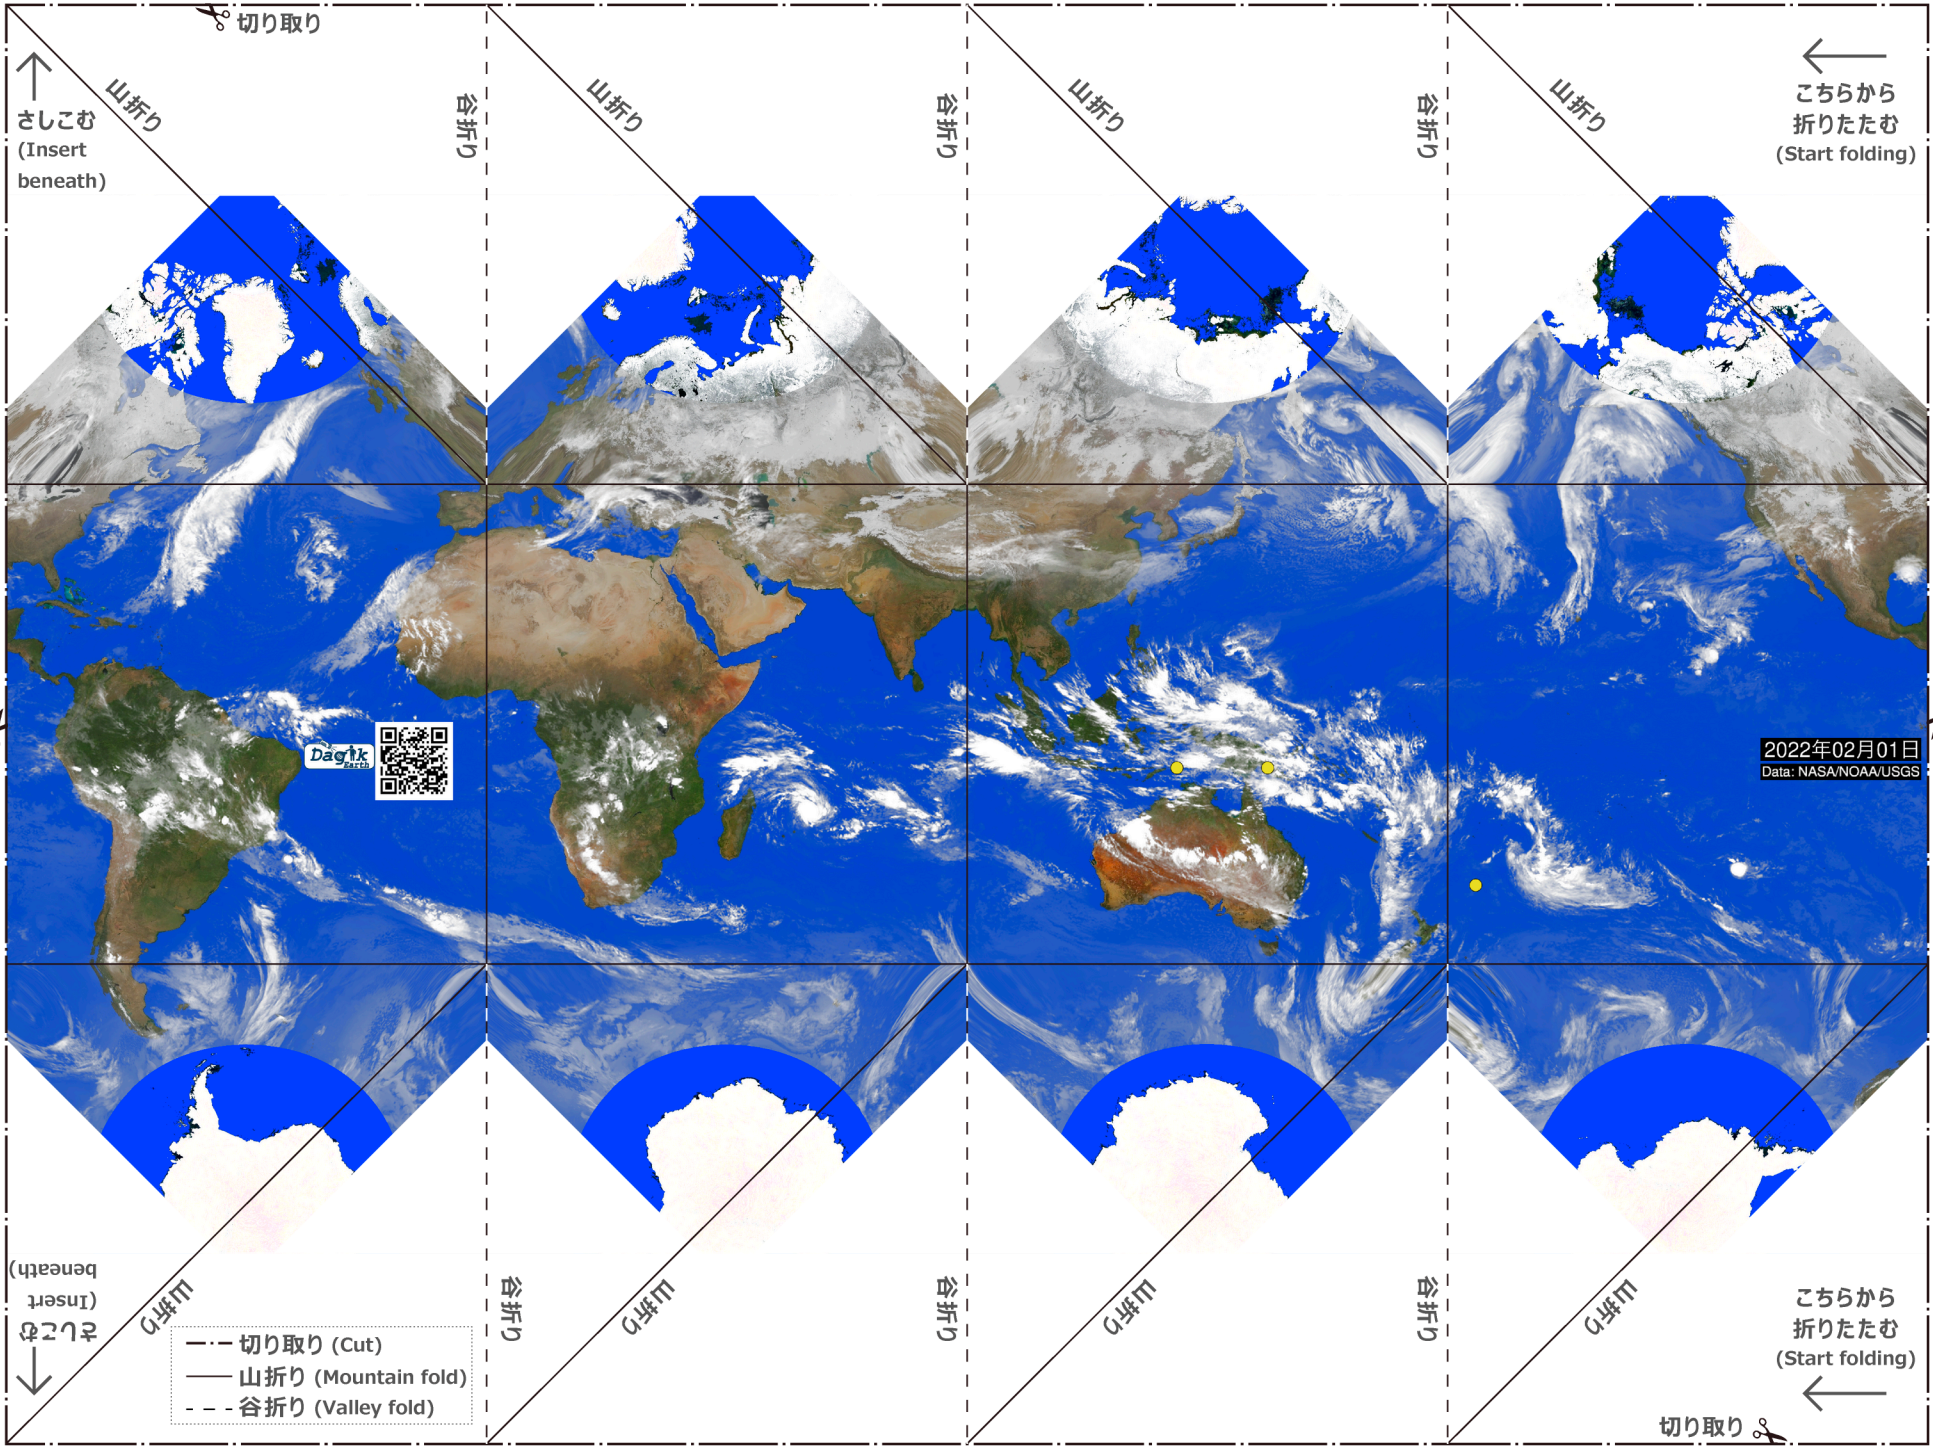 切り取り
山折り
谷折り
山折り
谷折り
山折り
谷折り
山折り
さしこむ
(Insert
beneath)
こちらから
折りたたむ
(Start folding)
Dagik
Earth
2022年02月01日
Data: NASA/NOAA/USGS
さしこむ
(Insert
beneath)
山折り
谷折り
山折り
谷折り
山折り
谷折り
山折り
切り取り (Cut)
山折り (Mountain fold)
谷折り (Valley fold)
こちらから
折りたたむ
(Start folding)
切り取り